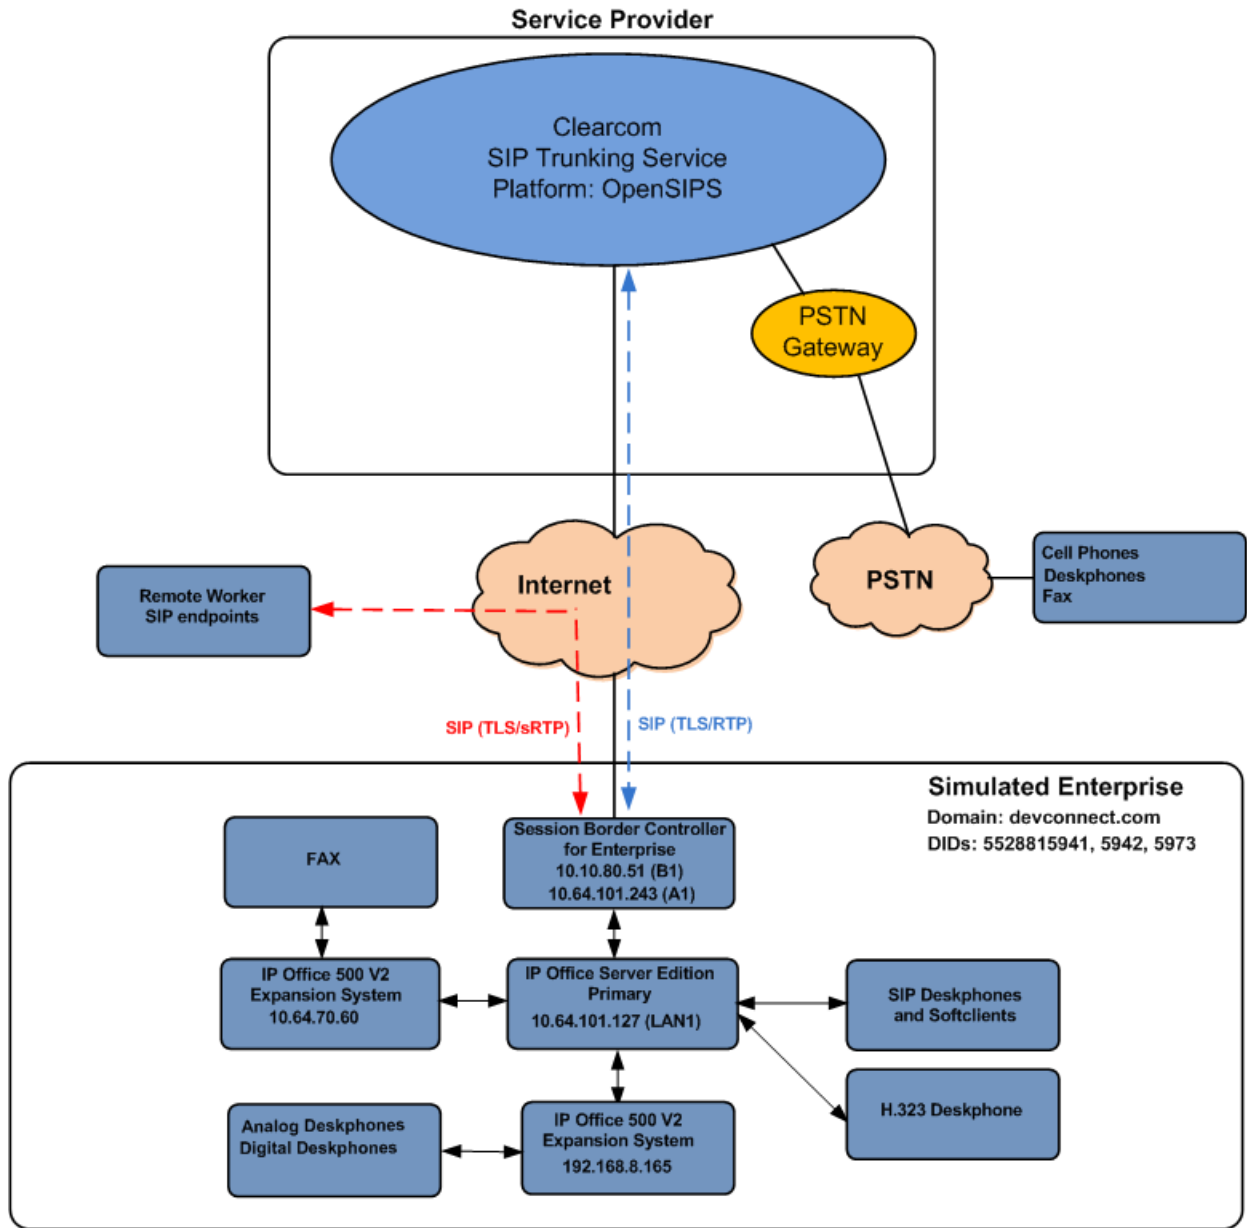 Service Provider
Clearcom
SIP Trunking Service
Platform: OpenSIPS
PSTN
Gateway
Internet
PSTN
Cell Phones
Deskphones
Fax
Remote Worker
SIP endpoints
SIP (TLS/sRTP)
SIP (TLS/RTP)
Simulated Enterprise
Domain: devconnect.com
DIDs: 5528815941, 5942, 5973
Session Border Controller
for Enterprise
10.10.80.51 (B1)
10.64.101.243 (A1)
FAX
IP Office 500 V2
Expansion System
10.64.70.60
IP Office Server Edition
Primary
10.64.101.127 (LAN1)
SIP Deskphones
and Softclients
H.323 Deskphone
Analog Deskphones
Digital Deskphones
IP Office 500 V2
Expansion System
192.168.8.165